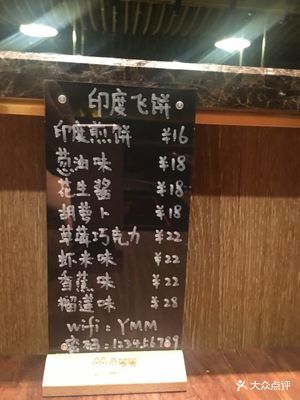 印度飞饼
印度煎饼 ¥16
葱油味 ¥18
花生酱 ¥18
胡萝卜 ¥18
草莓巧克力 ¥22
虾米味 ¥22
香蕉味 ¥22
榴莲味 ¥28
wifi: YMM
密码:123456789
大众点评